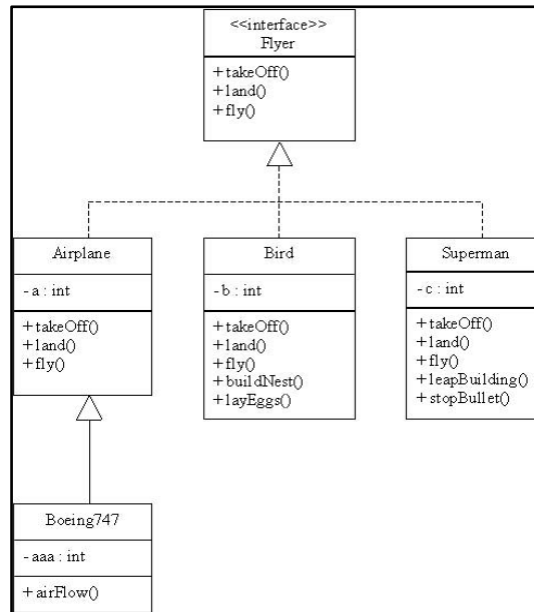 <<interface>>
Flyer
+takeOff()
+land()
+fly()
Airplane
- a : int
+takeOff()
+land()
+fly()
Bird
- b : int
+takeOff()
+land()
+fly()
+buildNest()
+layEggs()
Superman
- c : int
+takeOff()
+land()
+fly()
+leapBuilding()
+stopBullet()
Boeing747
- aaa : int
+airFlow()